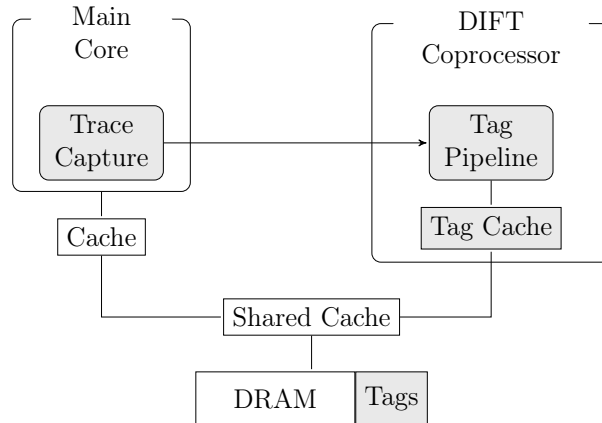 Main
Core
DIFT
Coprocessor
Trace
Capture
Tag
Pipeline
Cache
Tag Cache
Shared Cache
DRAM
Tags